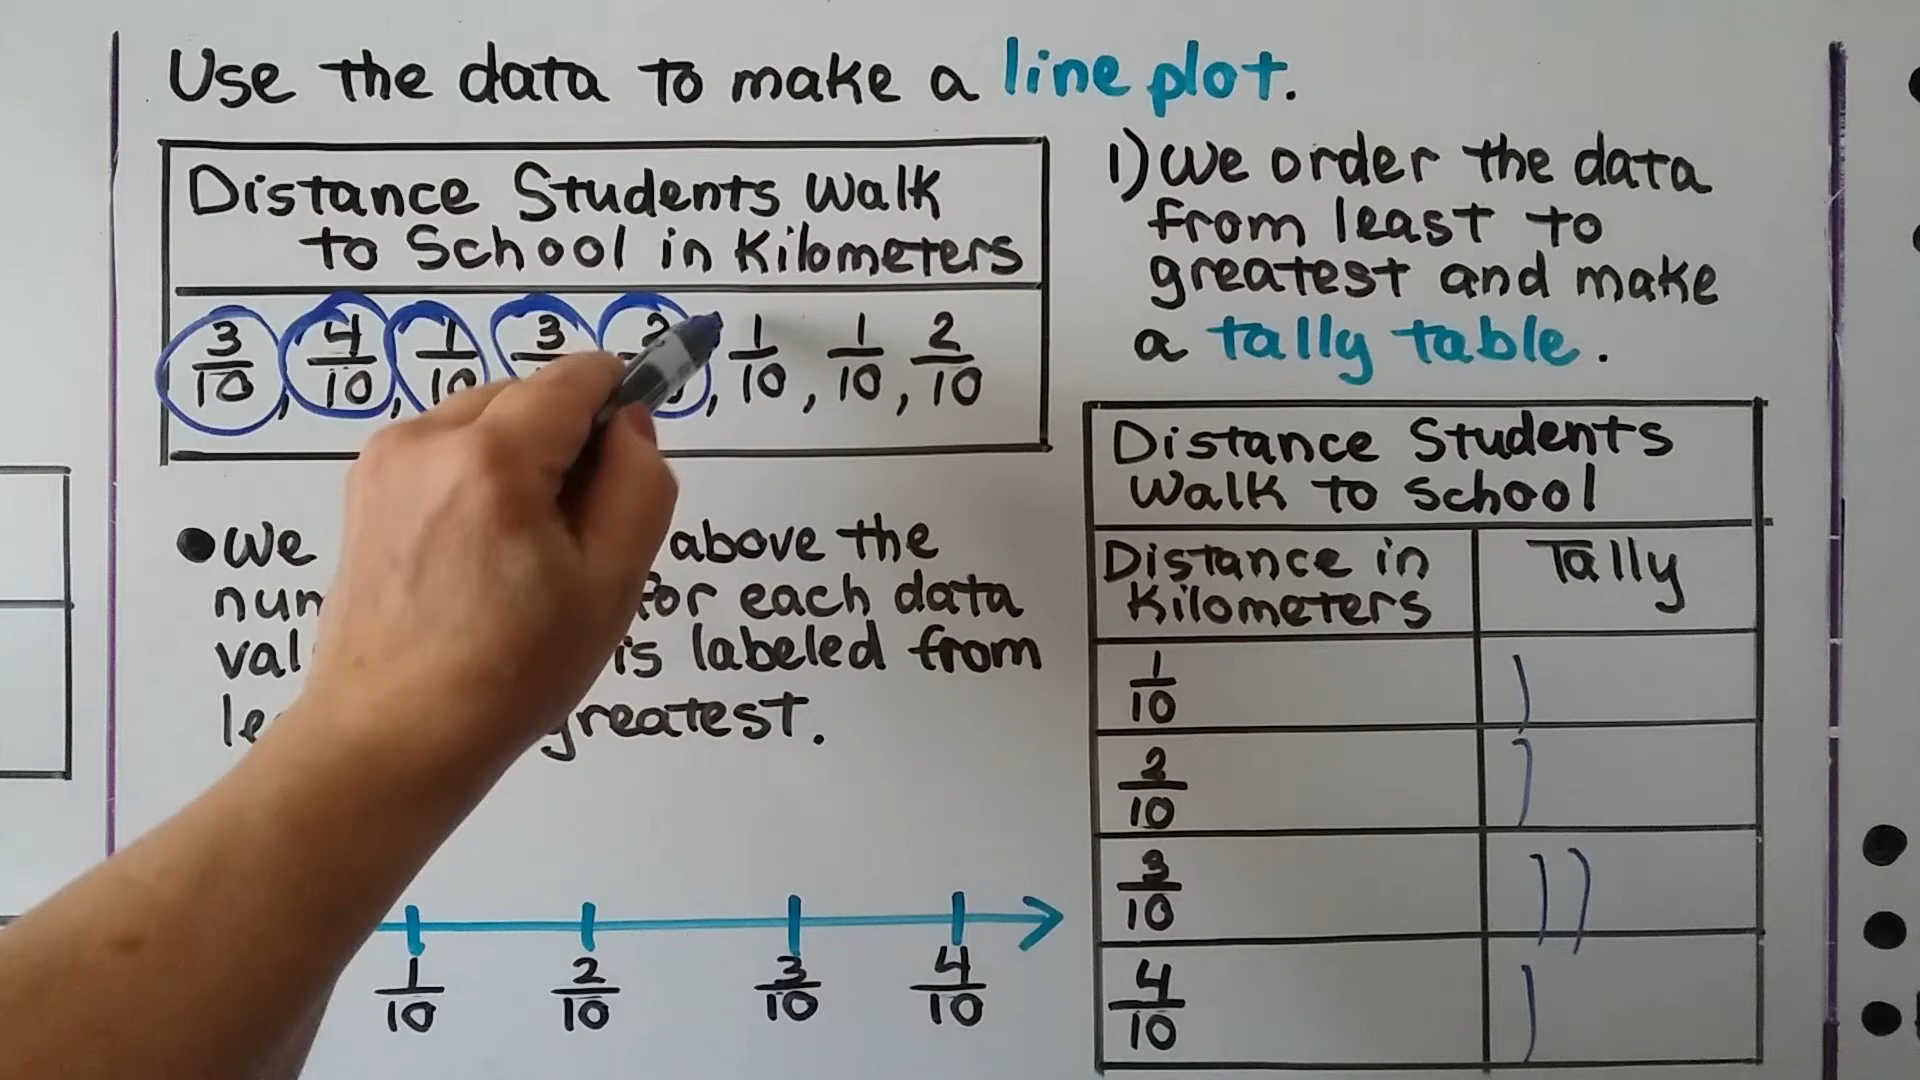 Use the data to make a line plot.
Distance Students Walk
to School in Kilometers
3/10, 4/10, 1/10 3 2 , 1/10, 1/10, 2/10
1) We order the data
from least to
greatest and make
a tally table.
Distance Students
Walk to School
Distance in
Kilometers
Tally
1/10
2/10
3/10
4/10
We above the
for each data
is labeled from
greatest.
1/10 2/10 3/10 4/10